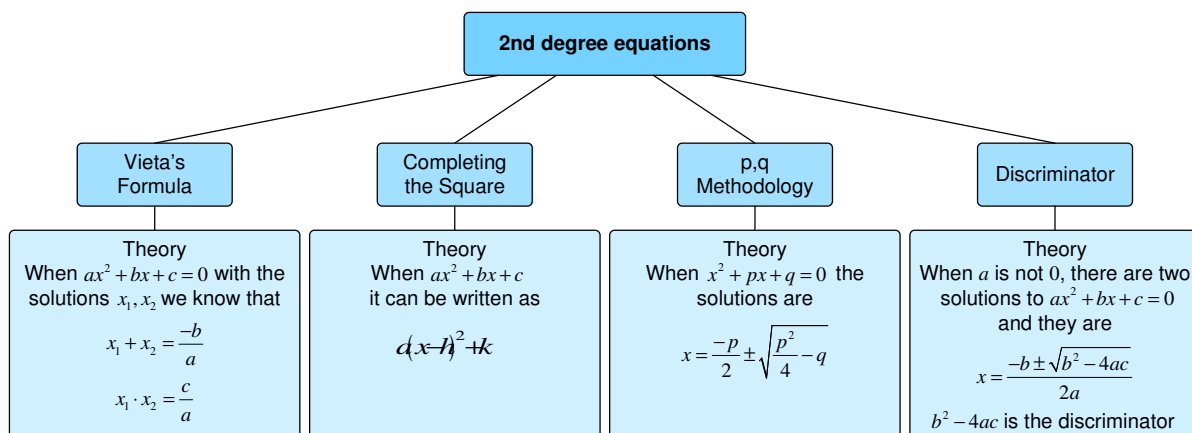 2nd degree equations
Vieta's
Formula
Completing
the Square
p,q
Methodology
Discriminator
Theory
When ax² + bx + c = 0 with the
solutions x₁, x₂ we know that
x₁ + x₂ = -b/a
x₁ · x₂ = c/a
Theory
When ax² + bx + c
it can be written as
a(x-h)² + k
Theory
When x² + px + q = 0 the
solutions are
x = -p/2 ± √(p²/4 - q)
Theory
When a is not 0, there are two
solutions to ax² + bx + c = 0
and they are
x = (-b ± √(b² - 4ac))/2a
b² - 4ac is the discriminator